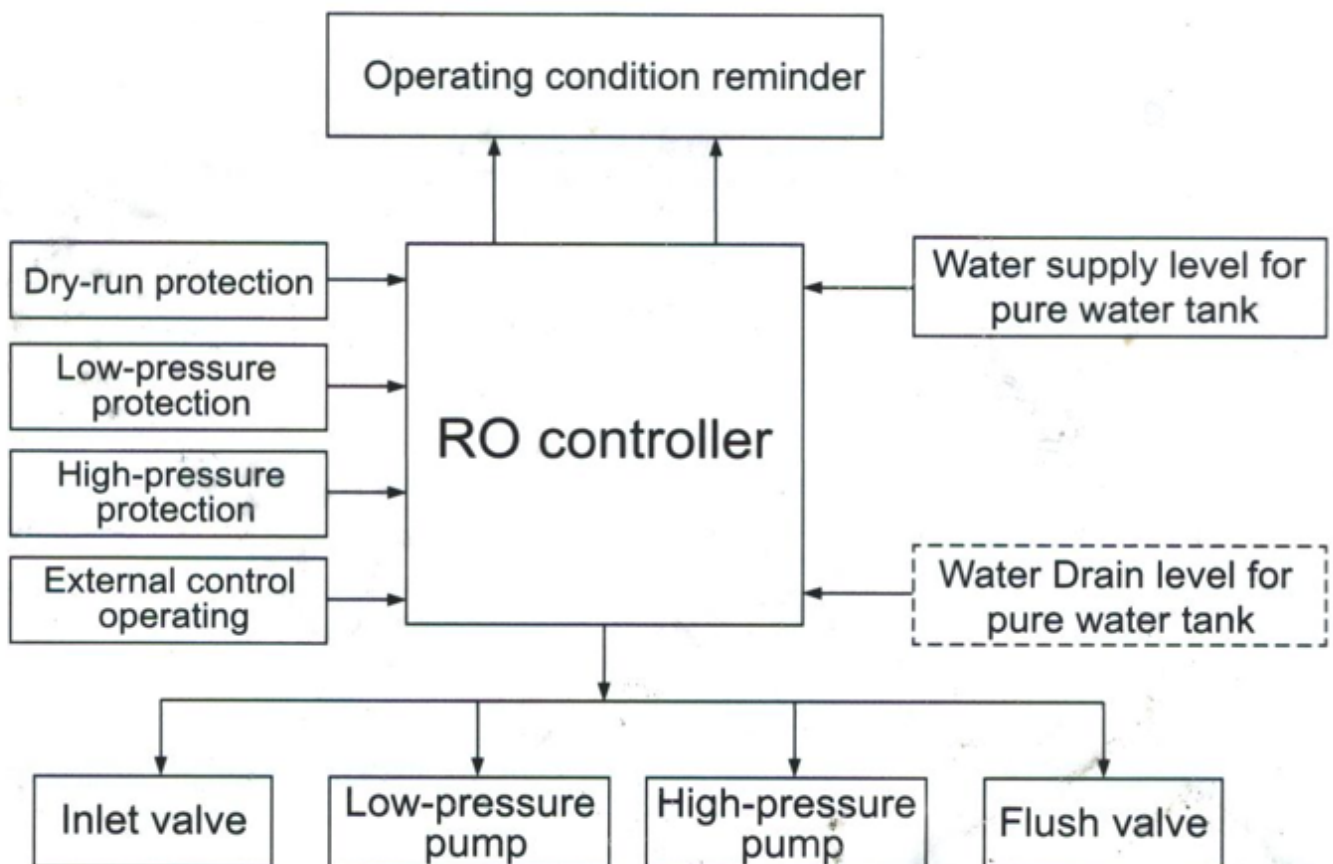 Operating condition reminder
Dry-run protection
Low-pressure
protection
High-pressure
protection
External control
operating
RO controller
Water supply level for
pure water tank
Water Drain level for
pure water tank
Inlet valve
Low-pressure
pump
High-pressure
pump
Flush valve